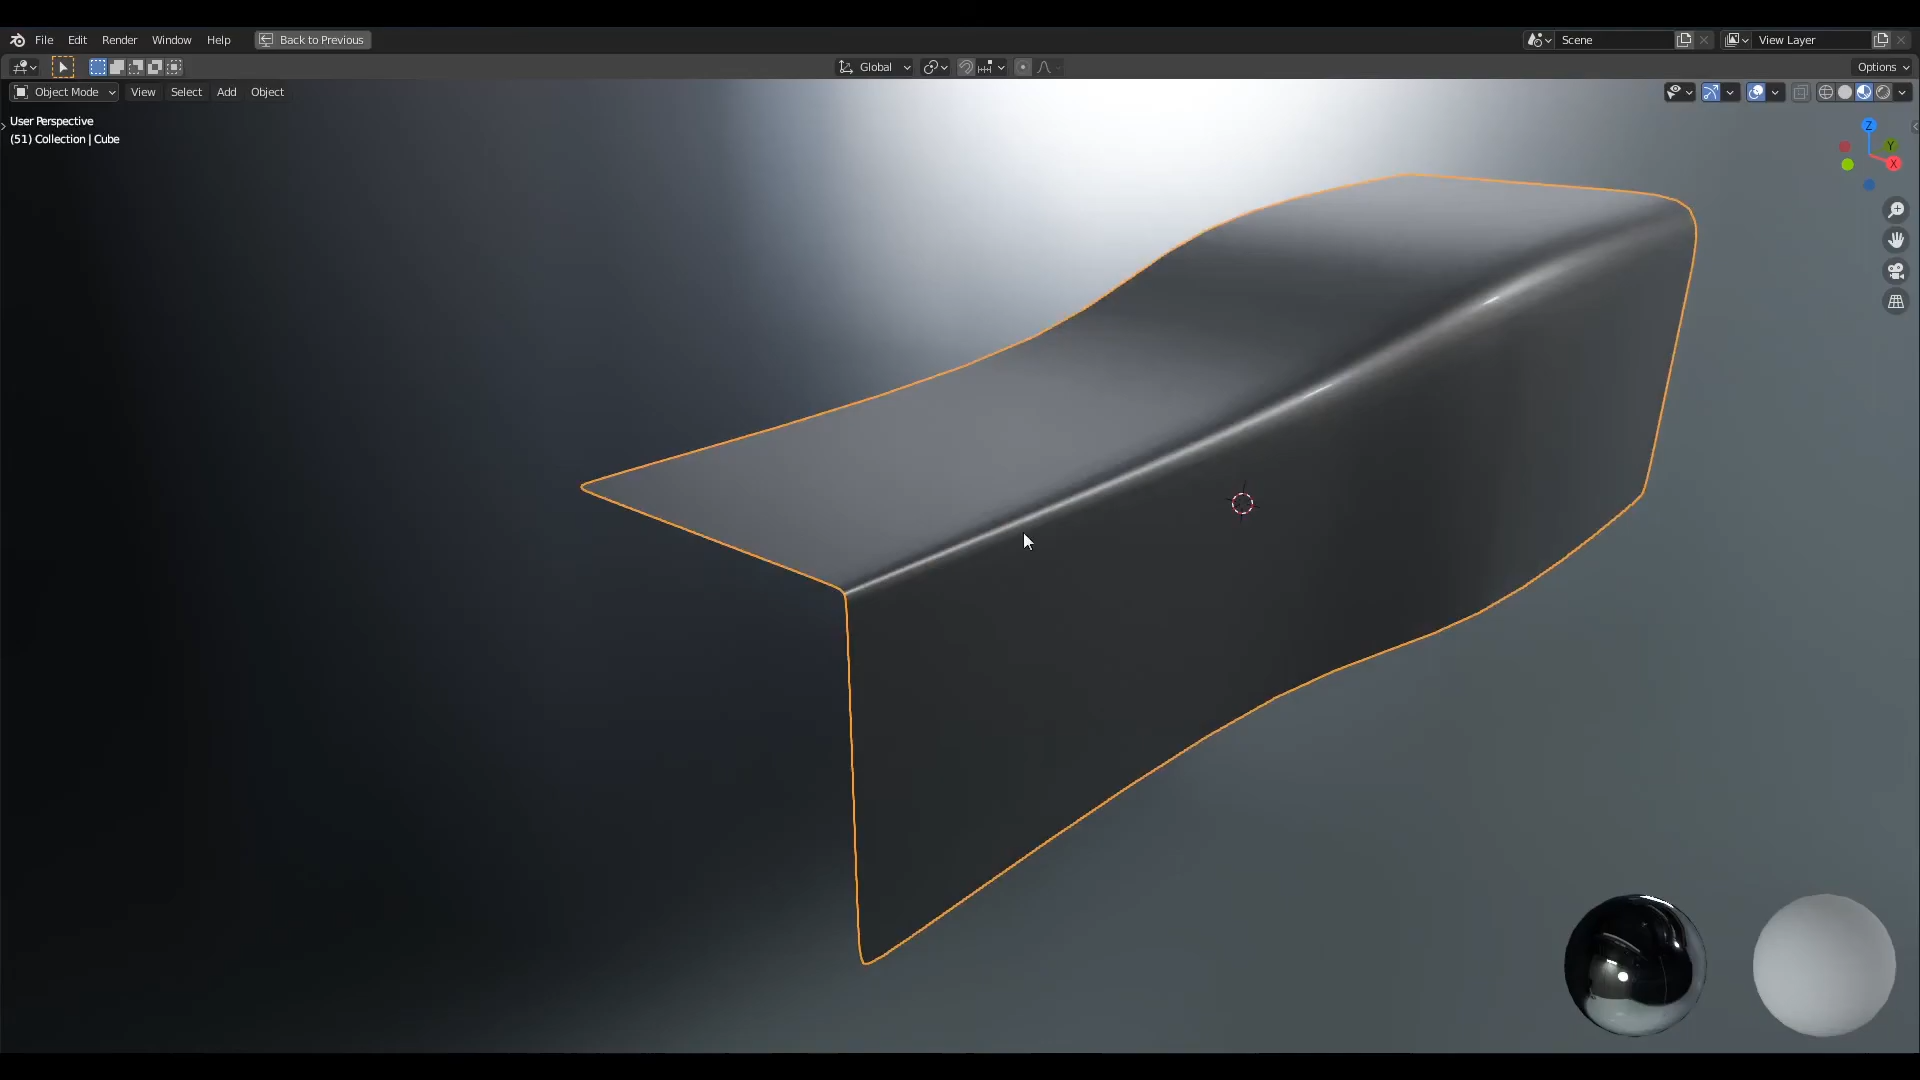 File Edit Render Window Help Back to Previous Scene View Layer
Global Options
Object Mode View Select Add Object
User Perspective
(51) Collection | Cube
Z
Y
X